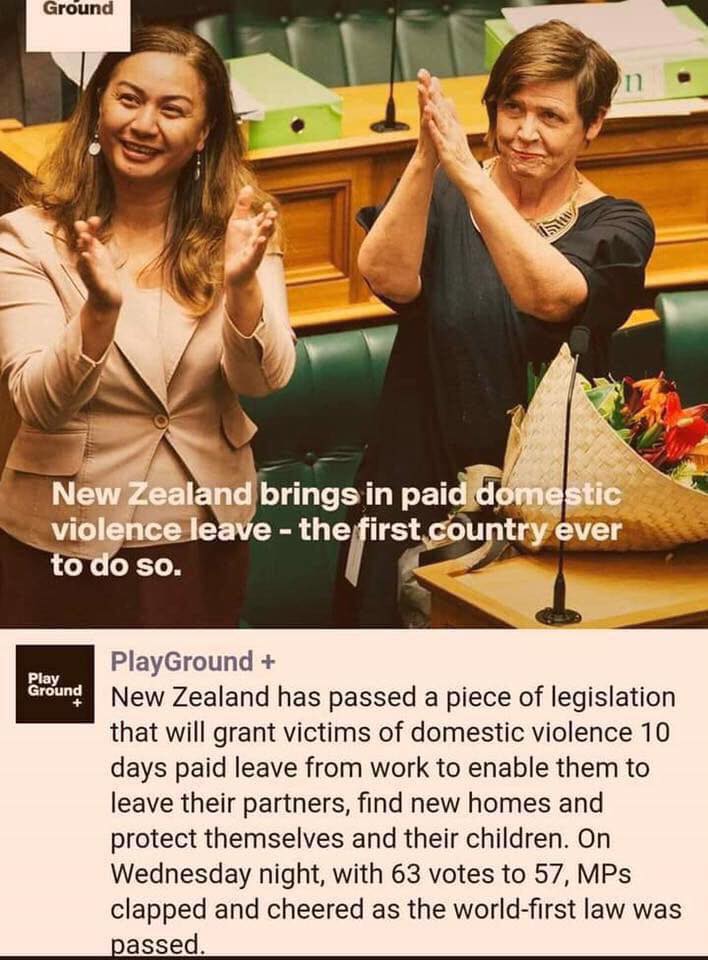 Ground
n
New Zealand brings in paid domestic
violence leave - the first country ever
to do so.
Play
Ground
+
PlayGround +
New Zealand has passed a piece of legislation
that will grant victims of domestic violence 10
days paid leave from work to enable them to
leave their partners, find new homes and
protect themselves and their children. On
Wednesday night, with 63 votes to 57, MPs
clapped and cheered as the world-first law was
passed.